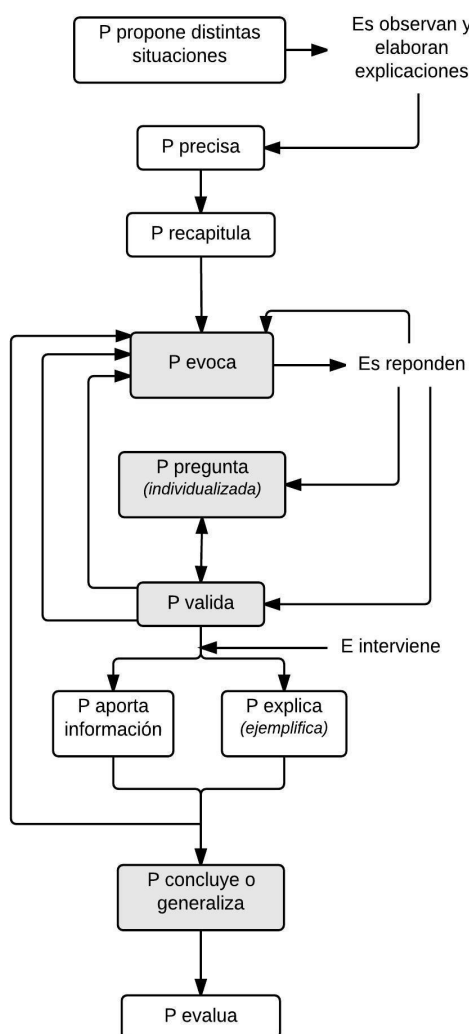 P propone distintas
situaciones
Es observan y
elaboran
explicaciones
P precisa
P recapitula
P evoca
Es reponden
P pregunta
(individualizada)
P valida
E interviene
P aporta
información
P explica
(ejemplifica)
P concluye o
generaliza
P evalua